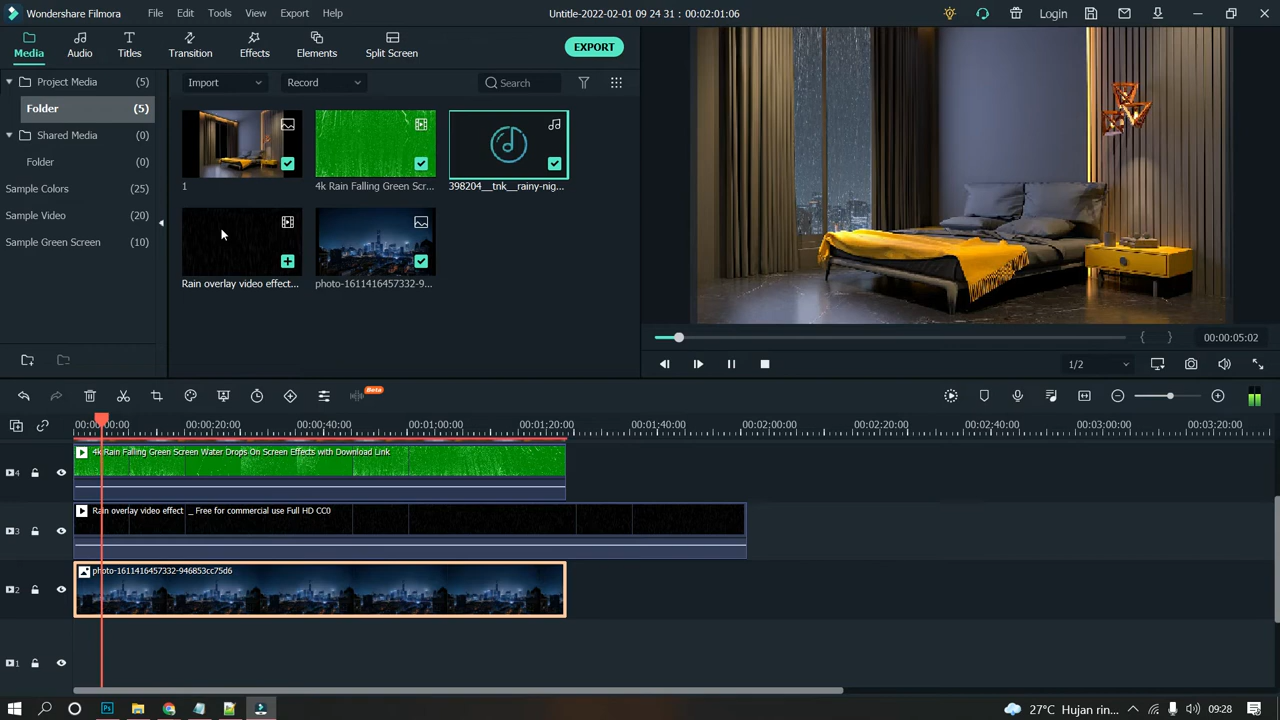 Wondershare Filmora File Edit Tools View Export Help Untitle-2022-02-01 09 24 31 : 00:02:01:06 Login
Media Audio Titles Transition Effects Elements Split Screen EXPORT
Project Media (5)
Folder (5)
Shared Media (0)
Folder (0)
Sample Colors (25)
Sample Video (20)
Sample Green Screen (10)
Import Record Search
1 4k Rain Falling Green Scr... 398204__tnk__rainy-nig...
Rain overlay video effect... photo-1611416457332-9...
00:00:05:02
1/2
Beta
00:00:00:00 00:00:20:00 00:00:40:00 00:01:00:00 00:01:20:00 00:01:40:00 00:02:00:00 00:02:20:00 00:02:40:00 00:03:00:00 00:03:20:00
4 4k Rain Falling Green Screen Water Drops On Screen Effects with Download Link
3 Rain overlay video effect _ Free for commercial use Full HD CC0
2 photo-1611416457332-946853cc75d6
1
Ps 27°C Hujan rin... 09:28